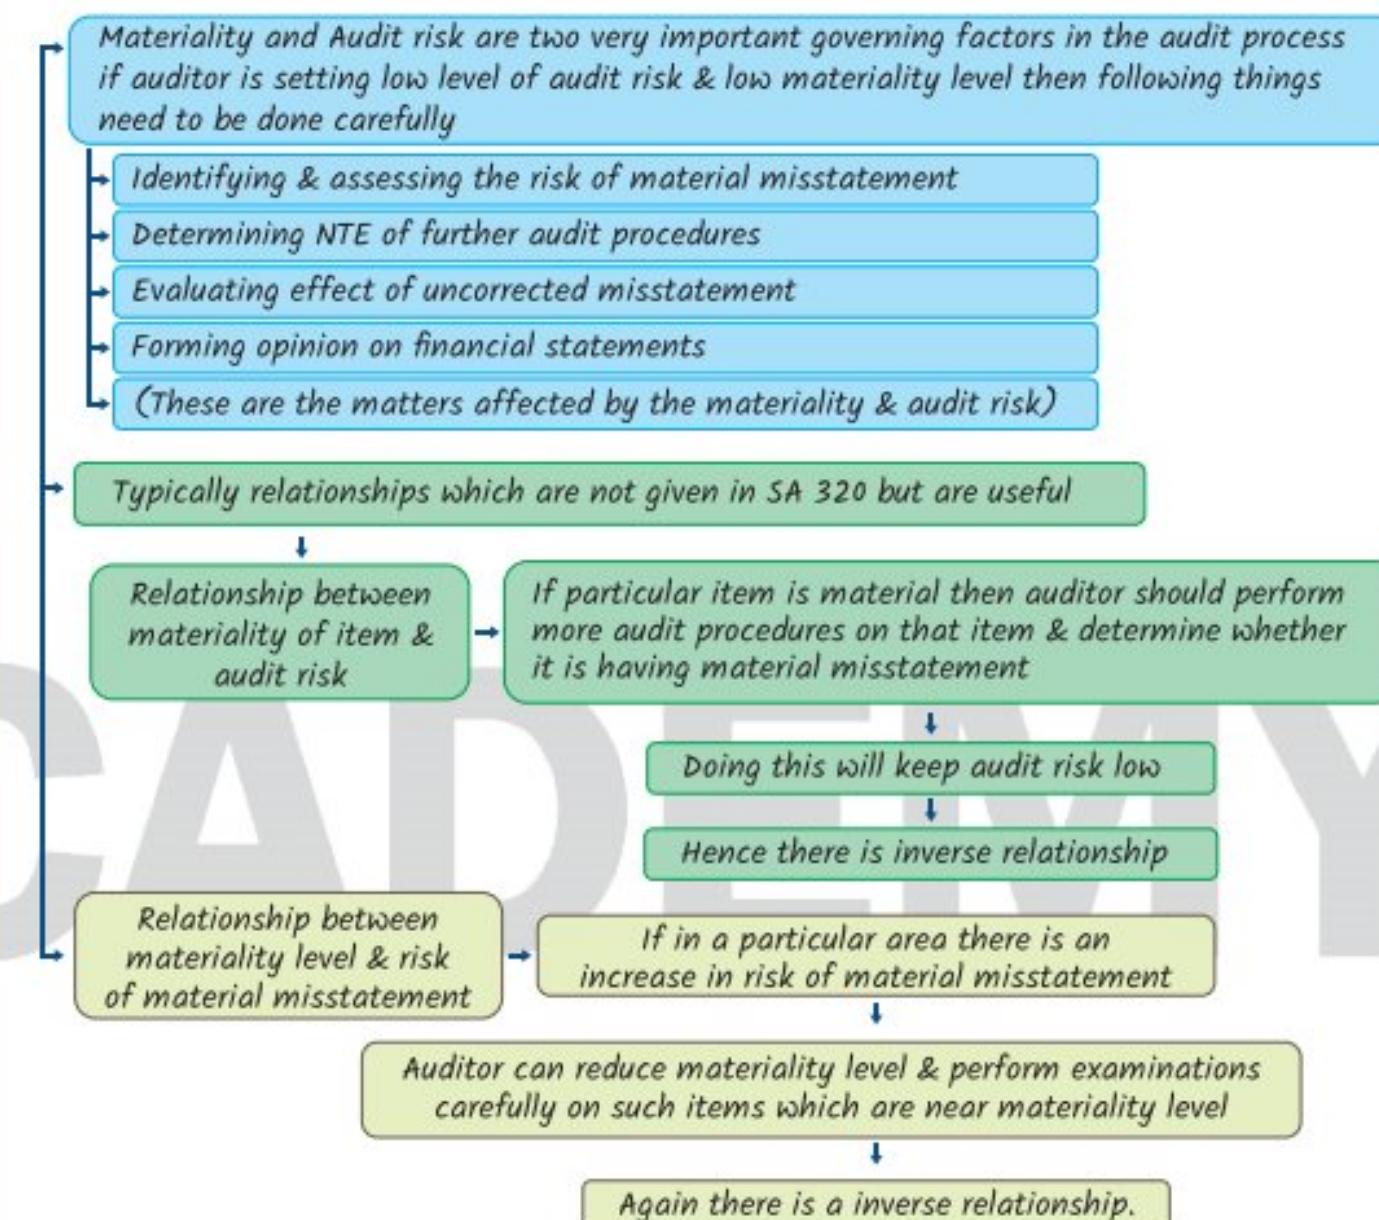 Materiality and Audit risk are two very important governing factors in the audit process
if auditor is setting low level of audit risk & low materiality level then following things
need to be done carefully
Identifying & assessing the risk of material misstatement
Determining NTE of further audit procedures
Evaluating effect of uncorrected misstatement
Forming opinion on financial statements
(These are the matters affected by the materiality & audit risk)
Typically relationships which are not given in SA 320 but are useful
Relationship between
materiality of item &
audit risk
If particular item is material then auditor should perform
more audit procedures on that item & determine whether
it is having material misstatement
Doing this will keep audit risk low
Hence there is inverse relationship
Relationship between
materiality level & risk
of material misstatement
If in a particular area there is an
increase in risk of material misstatement
Auditor can reduce materiality level & perform examinations
carefully on such items which are near materiality level
Again there is a inverse relationship.
CADEMY